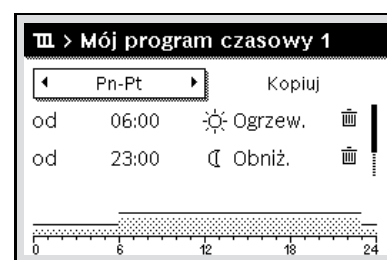 > Mój program czasowy 1
Pn-Pt Kopiuj
od 06:00 Ogrzew.
od 23:00 Obniż.
0 6 12 18 24